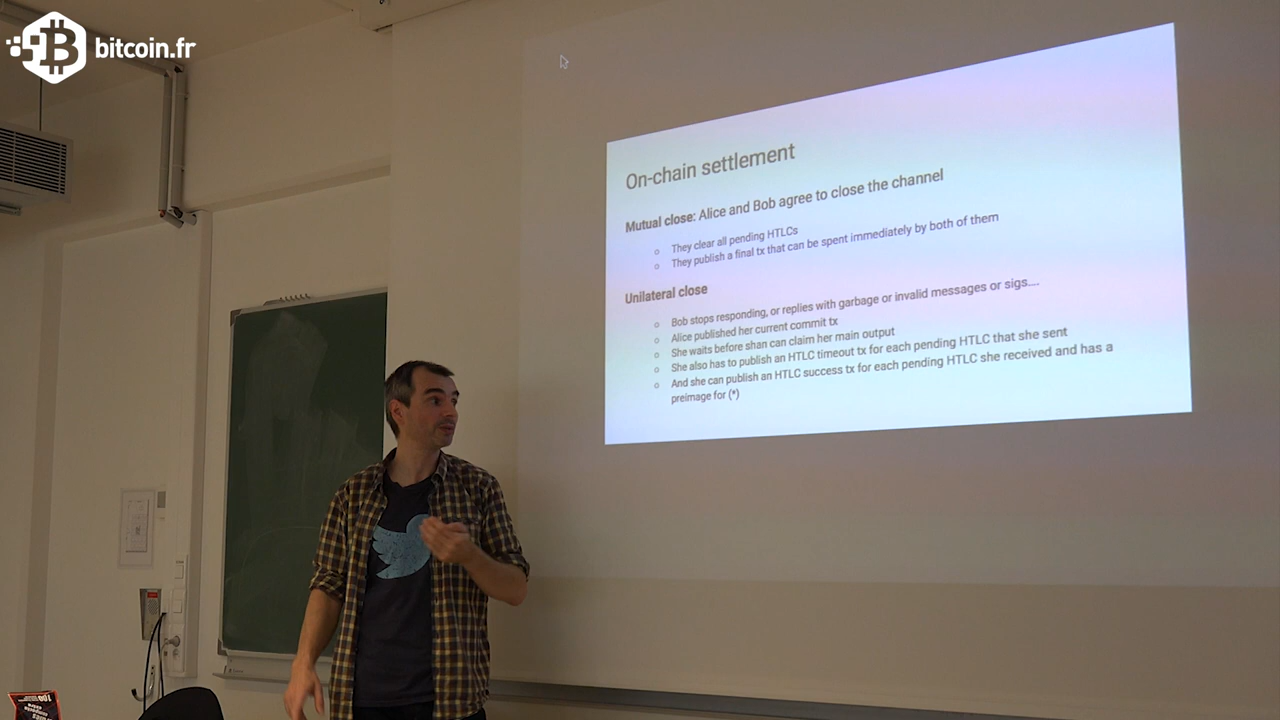 bitcoin.fr
On-chain settlement
Mutual close: Alice and Bob agree to close the channel
They clear all pending HTLCs
They publish a final tx that can be spent immediately by both of them
Unilateral close
Bob stops responding, or replies with garbage or invalid messages or sigs....
Alice published her current commit tx
She waits before shan can claim her main output
She also has to publish an HTLC timeout tx for each pending HTLC that she sent
And she can publish an HTLC success tx for each pending HTLC she received and has a
preimage for (*)